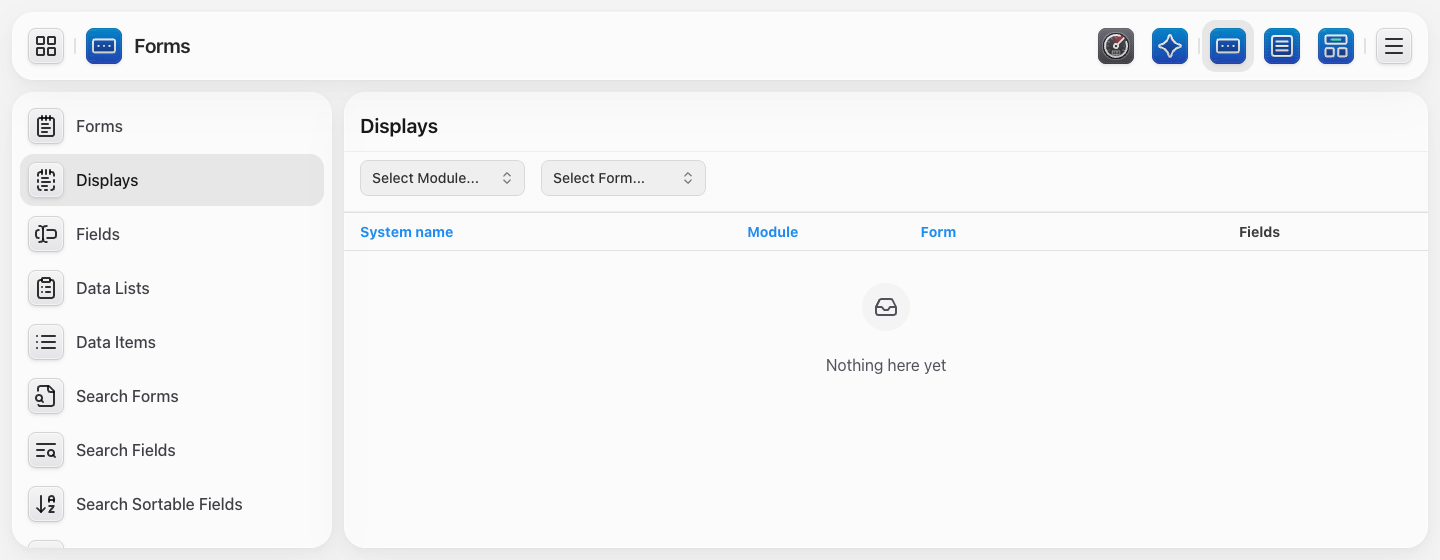 Forms
Forms
Displays
Fields
Data Lists
Data Items
Search Forms
Search Fields
Search Sortable Fields
Displays
Select Module...
Select Form...
System name
Module
Form
Fields
Nothing here yet